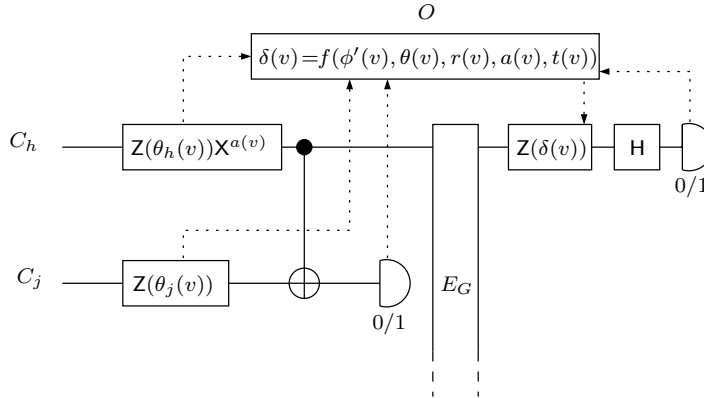 O
δ(v)=f(ϕ′(v), θ(v), r(v), a(v), t(v))
C_h Z(θ_h(v))X^{a(v)} Z(δ(v)) H
0/1
C_j Z(θ_j(v)) E_G
0/1